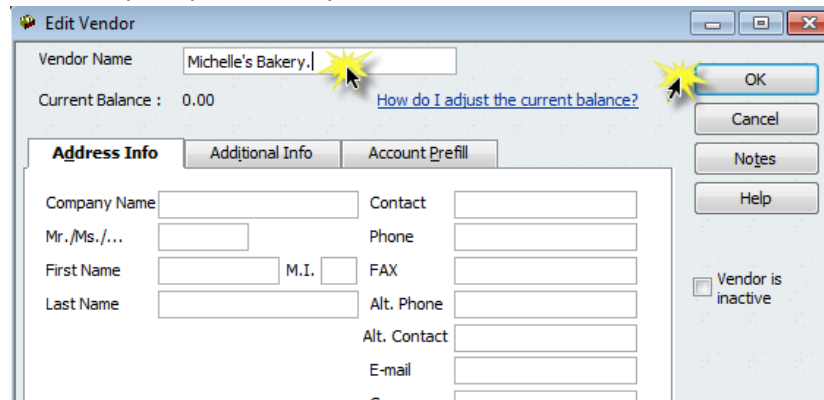 Edit Vendor
Vendor Name Michelle's Bakery.
OK
Current Balance : 0.00 How do I adjust the current balance?
Cancel
Address Info Additional Info Account Prefill
Notes
Company Name Contact
Help
Mr./Ms./... Phone
First Name M.I. FAX
Vendor is
inactive
Last Name Alt. Phone
Alt. Contact
E-mail